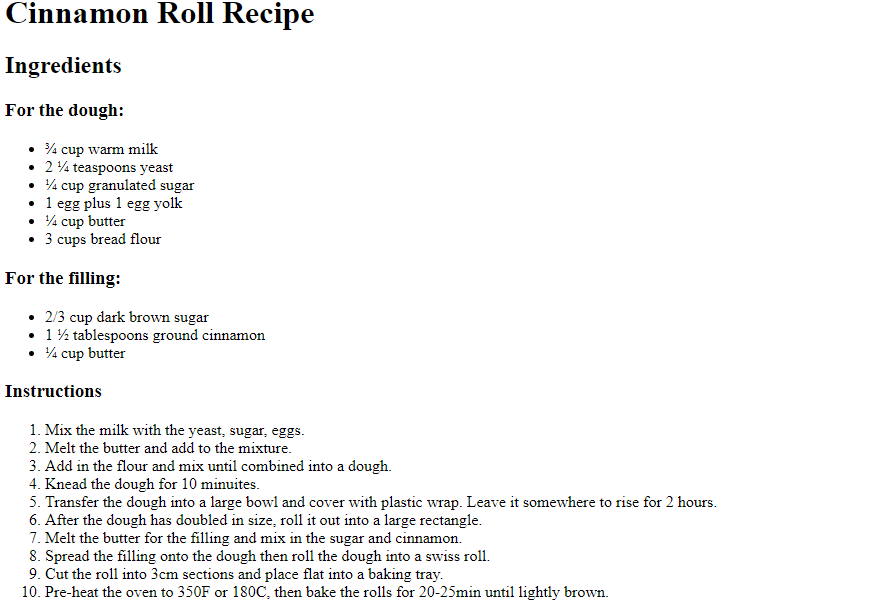 Cinnamon Roll Recipe
Ingredients
For the dough:
• ¾ cup warm milk
• 2 ¼ teaspoons yeast
• ¼ cup granulated sugar
• 1 egg plus 1 egg yolk
• ¼ cup butter
• 3 cups bread flour
For the filling:
• 2/3 cup dark brown sugar
• 1 ½ tablespoons ground cinnamon
• ¼ cup butter
Instructions
1. Mix the milk with the yeast, sugar, eggs.
2. Melt the butter and add to the mixture.
3. Add in the flour and mix until combined into a dough.
4. Knead the dough for 10 minuites.
5. Transfer the dough into a large bowl and cover with plastic wrap. Leave it somewhere to rise for 2 hours.
6. After the dough has doubled in size, roll it out into a large rectangle.
7. Melt the butter for the filling and mix in the sugar and cinnamon.
8. Spread the filling onto the dough then roll the dough into a swiss roll.
9. Cut the roll into 3cm sections and place flat into a baking tray.
10. Pre-heat the oven to 350F or 180C, then bake the rolls for 20-25min until lightly brown.